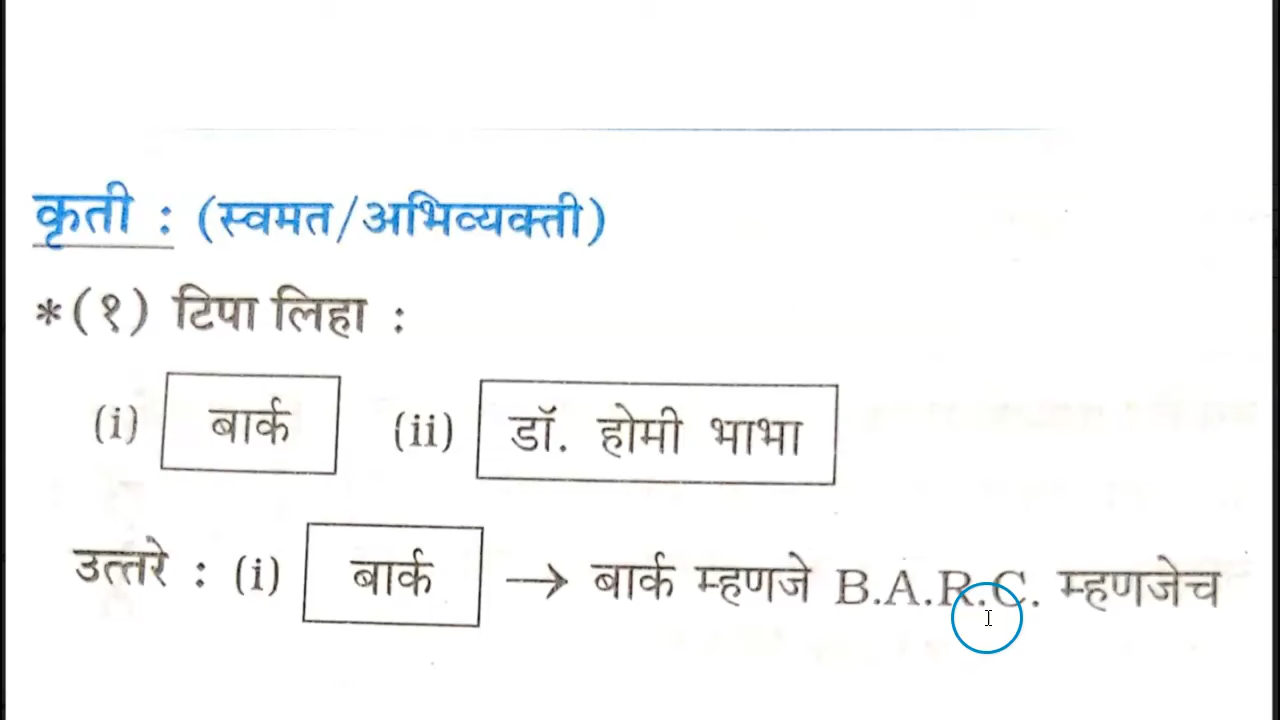 कृती : (स्वमत/अभिव्यक्ती)
*(१) टिपा लिहा :
(i) बार्क (ii) डॉ. होमी भाभा
उत्तरे : (i) बार्क → बार्क म्हणजे B.A.R.C. म्हणजेच